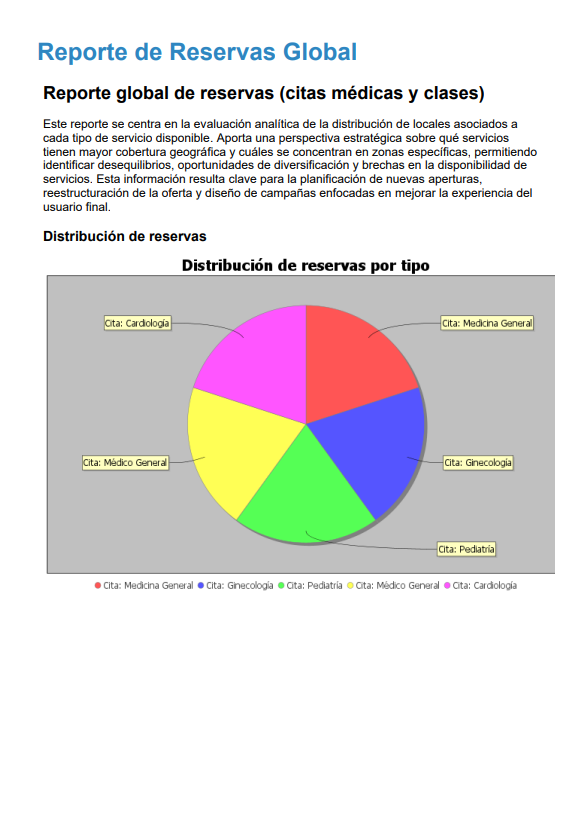 Reporte de Reservas Global
Reporte global de reservas (citas médicas y clases)
Este reporte se centra en la evaluación analítica de la distribución de locales asociados a
cada tipo de servicio disponible. Aporta una perspectiva estratégica sobre qué servicios
tienen mayor cobertura geográfica y cuáles se concentran en zonas específicas, permitiendo
identificar desequilibrios, oportunidades de diversificación y brechas en la disponibilidad de
servicios. Esta información resulta clave para la planificación de nuevas aperturas,
reestructuración de la oferta y diseño de campañas enfocadas en mejorar la experiencia del
usuario final.
Distribución de reservas
Distribución de reservas por tipo
Cita: Cardiología
Cita: Medicina General
Cita: Médico General
Cita: Ginecología
Cita: Pediatría
Cita: Medicina General Cita: Ginecología Cita: Pediatría Cita: Médico General Cita: Cardiología